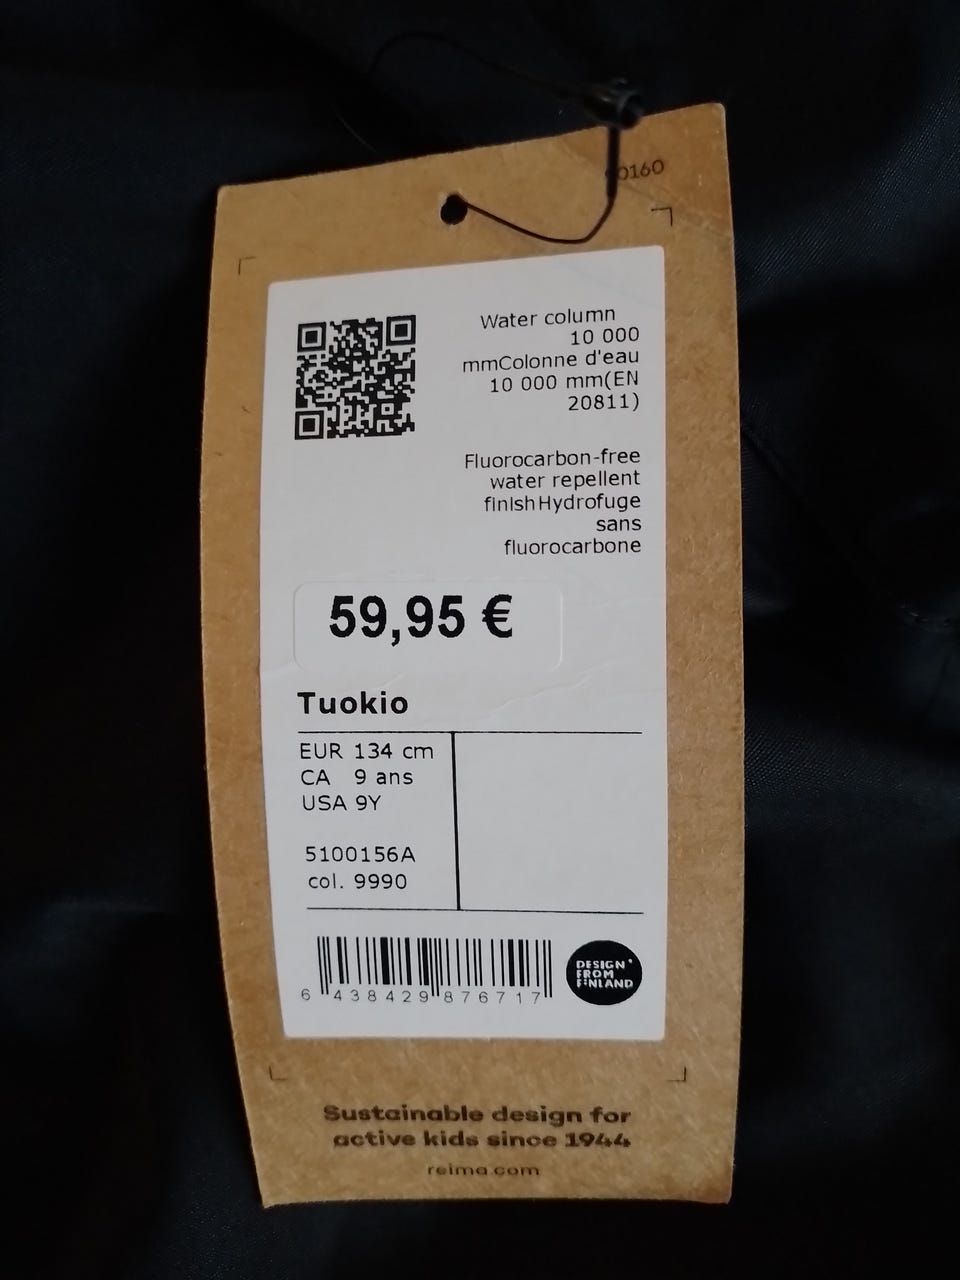 0160
Water column
10 000
mmColonne d'eau
10 000 mm(EN
20811)
Fluorocarbon-free
water repellent
finishHydrofuge
sans
fluorocarbone
59,95 €
Tuokio
EUR 134 cm
CA 9 ans
USA 9Y
5100156A
col. 9990
6 438429 876717
DESIGN
FROM
FINLAND
Sustainable design for
active kids since 1944
reima.com